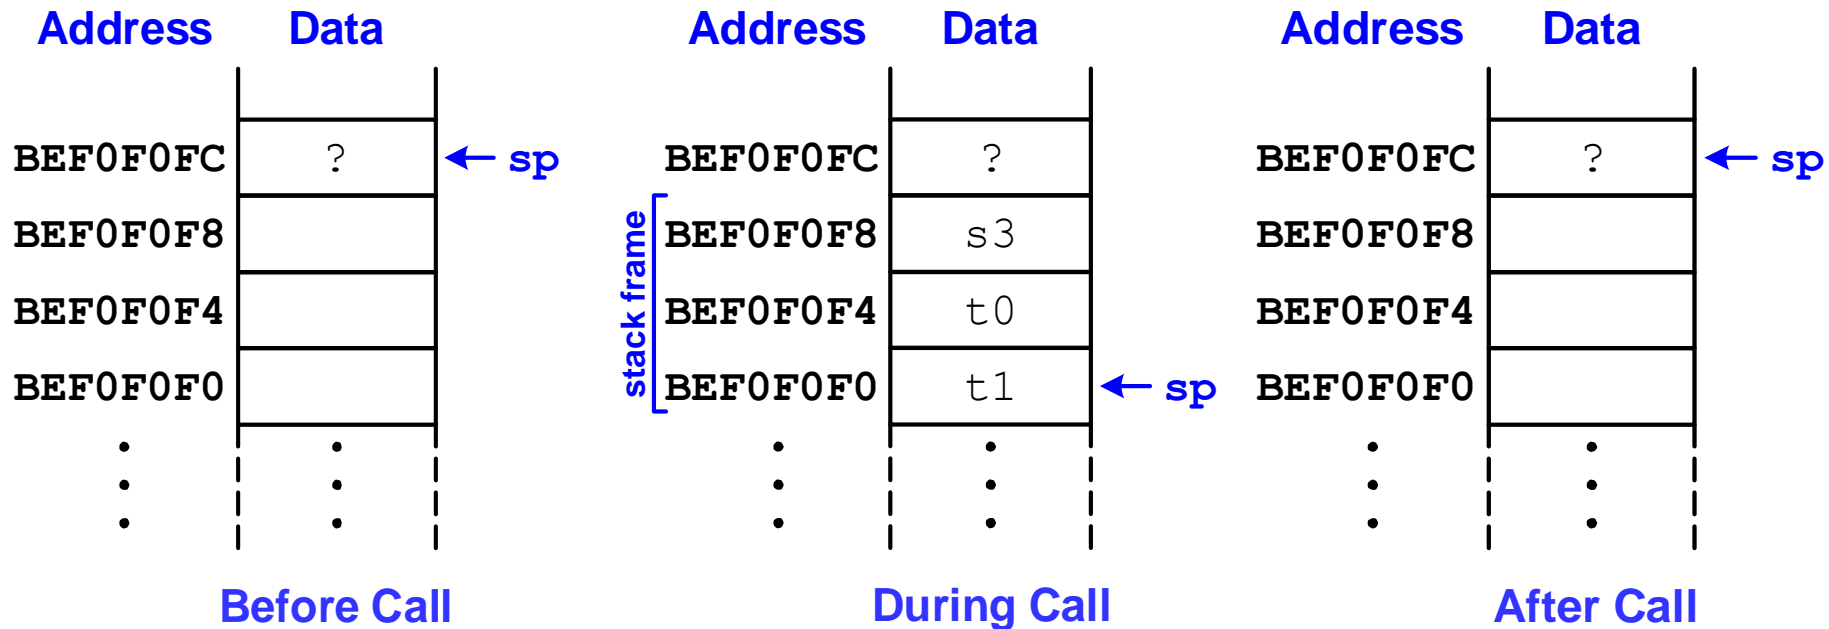 Address Data Address Data Address Data
BEF0F0FC ? sp BEF0F0FC ? BEF0F0FC ? sp
BEF0F0F8 BEF0F0F8 s3 BEF0F0F8
BEF0F0F4 BEF0F0F4 t0 BEF0F0F4
BEF0F0F0 BEF0F0F0 t1 sp BEF0F0F0
stack frame
Before Call During Call After Call